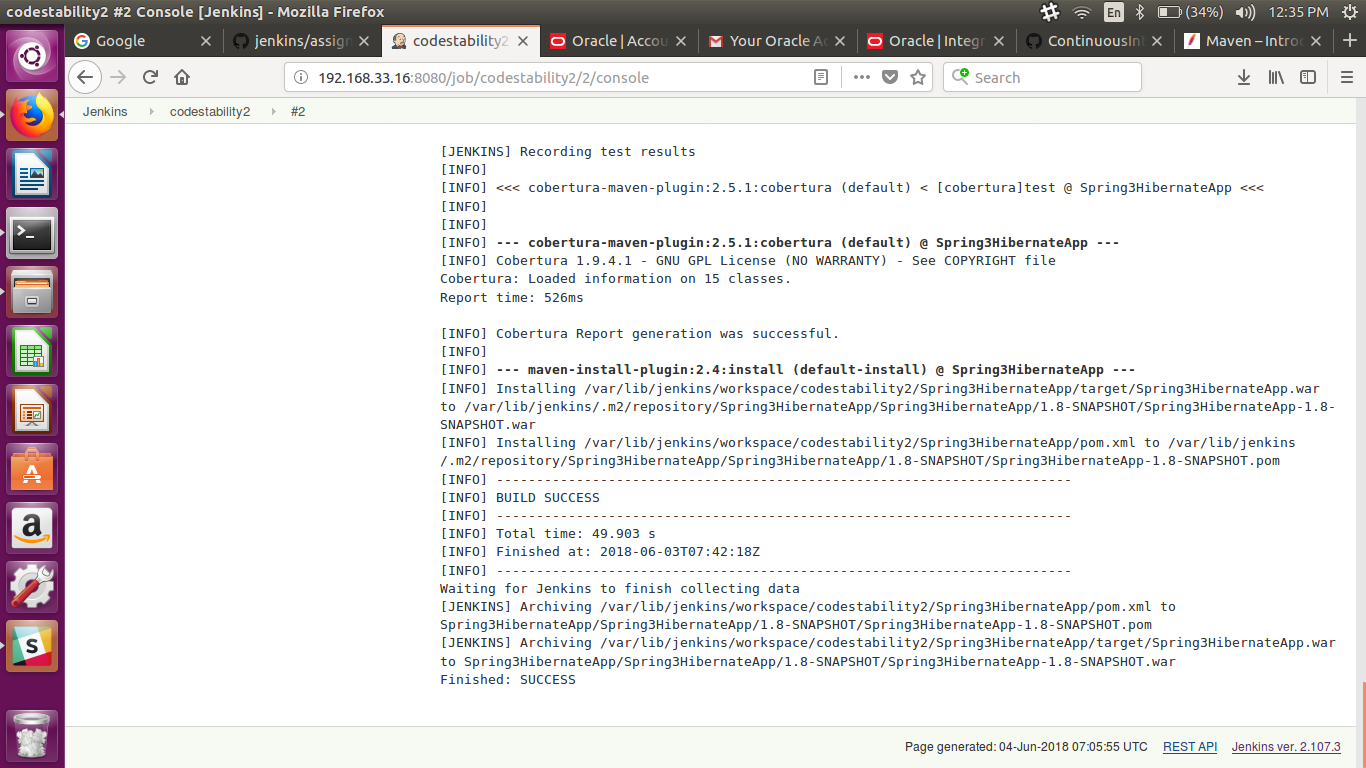 codestability2 #2 Console [Jenkins] - Mozilla Firefox
En
(34%)
12:35 PM
Google
jenkins/assign
codestability2
Oracle | Accou
Your Oracle Ac
Oracle | Integr
ContinuousInt
Maven – Introd
192.168.33.16:8080/job/codestability2/2/console
Search
Jenkins
codestability2
#2
[JENKINS] Recording test results
[INFO]
[INFO] <<< cobertura-maven-plugin:2.5.1:cobertura (default) < [cobertura]test @ Spring3HibernateApp <<<
[INFO]
[INFO]
[INFO] --- cobertura-maven-plugin:2.5.1:cobertura (default) @ Spring3HibernateApp ---
[INFO] Cobertura 1.9.4.1 - GNU GPL License (NO WARRANTY) - See COPYRIGHT file
Cobertura: Loaded information on 15 classes.
Report time: 526ms
[INFO] Cobertura Report generation was successful.
[INFO]
[INFO] --- maven-install-plugin:2.4:install (default-install) @ Spring3HibernateApp ---
[INFO] Installing /var/lib/jenkins/workspace/codestability2/Spring3HibernateApp/target/Spring3HibernateApp.war
to /var/lib/jenkins/.m2/repository/Spring3HibernateApp/Spring3HibernateApp/1.8-SNAPSHOT/Spring3HibernateApp-1.8-
SNAPSHOT.war
[INFO] Installing /var/lib/jenkins/workspace/codestability2/Spring3HibernateApp/pom.xml to /var/lib/jenkins
/.m2/repository/Spring3HibernateApp/Spring3HibernateApp/1.8-SNAPSHOT/Spring3HibernateApp-1.8-SNAPSHOT.pom
[INFO] ------------------------------------------------------------------------
[INFO] BUILD SUCCESS
[INFO] ------------------------------------------------------------------------
[INFO] Total time: 49.903 s
[INFO] Finished at: 2018-06-03T07:42:18Z
[INFO] ------------------------------------------------------------------------
Waiting for Jenkins to finish collecting data
[JENKINS] Archiving /var/lib/jenkins/workspace/codestability2/Spring3HibernateApp/pom.xml to
Spring3HibernateApp/Spring3HibernateApp/1.8-SNAPSHOT/Spring3HibernateApp-1.8-SNAPSHOT.pom
[JENKINS] Archiving /var/lib/jenkins/workspace/codestability2/Spring3HibernateApp/target/Spring3HibernateApp.war
to Spring3HibernateApp/Spring3HibernateApp/1.8-SNAPSHOT/Spring3HibernateApp-1.8-SNAPSHOT.war
Finished: SUCCESS
Page generated: 04-Jun-2018 07:05:55 UTC
REST API
Jenkins ver. 2.107.3